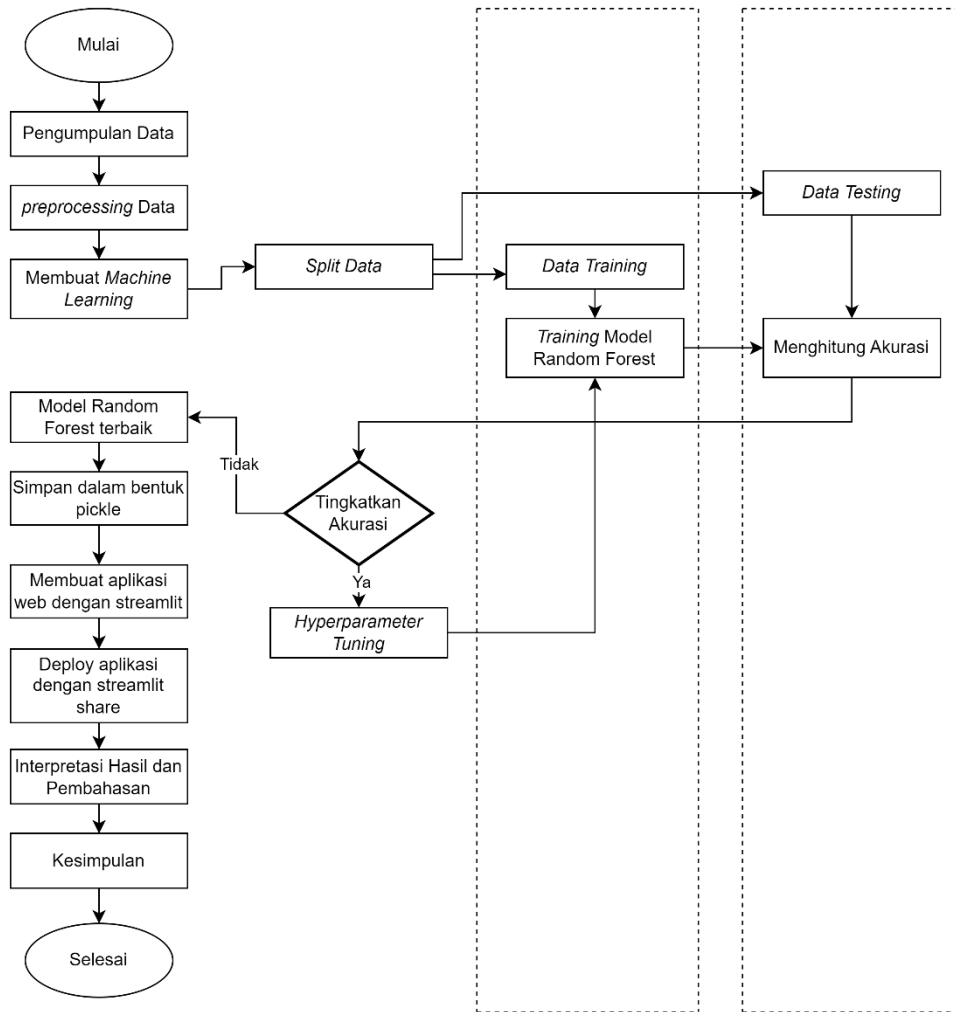 Mulai
Pengumpulan Data
preprocessing Data
Membuat Machine
Learning
Split Data
Data Training
Data Testing
Training Model
Random Forest
Menghitung Akurasi
Tingkatkan
Akurasi
Ya
Hyperparameter
Tuning
Tidak
Model Random
Forest terbaik
Simpan dalam bentuk
pickle
Membuat aplikasi
web dengan streamlit
Deploy aplikasi
dengan streamlit
share
Interpretasi Hasil dan
Pembahasan
Kesimpulan
Selesai